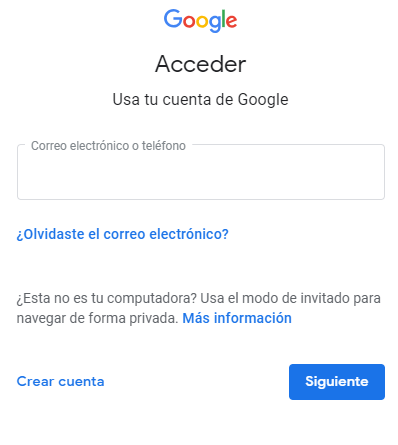 Google
Acceder
Usa tu cuenta de Google
Correo electrónico o teléfono
¿Olvidaste el correo electrónico?
¿Esta no es tu computadora? Usa el modo de invitado para
navegar de forma privada. Más información
Crear cuenta
Siguiente